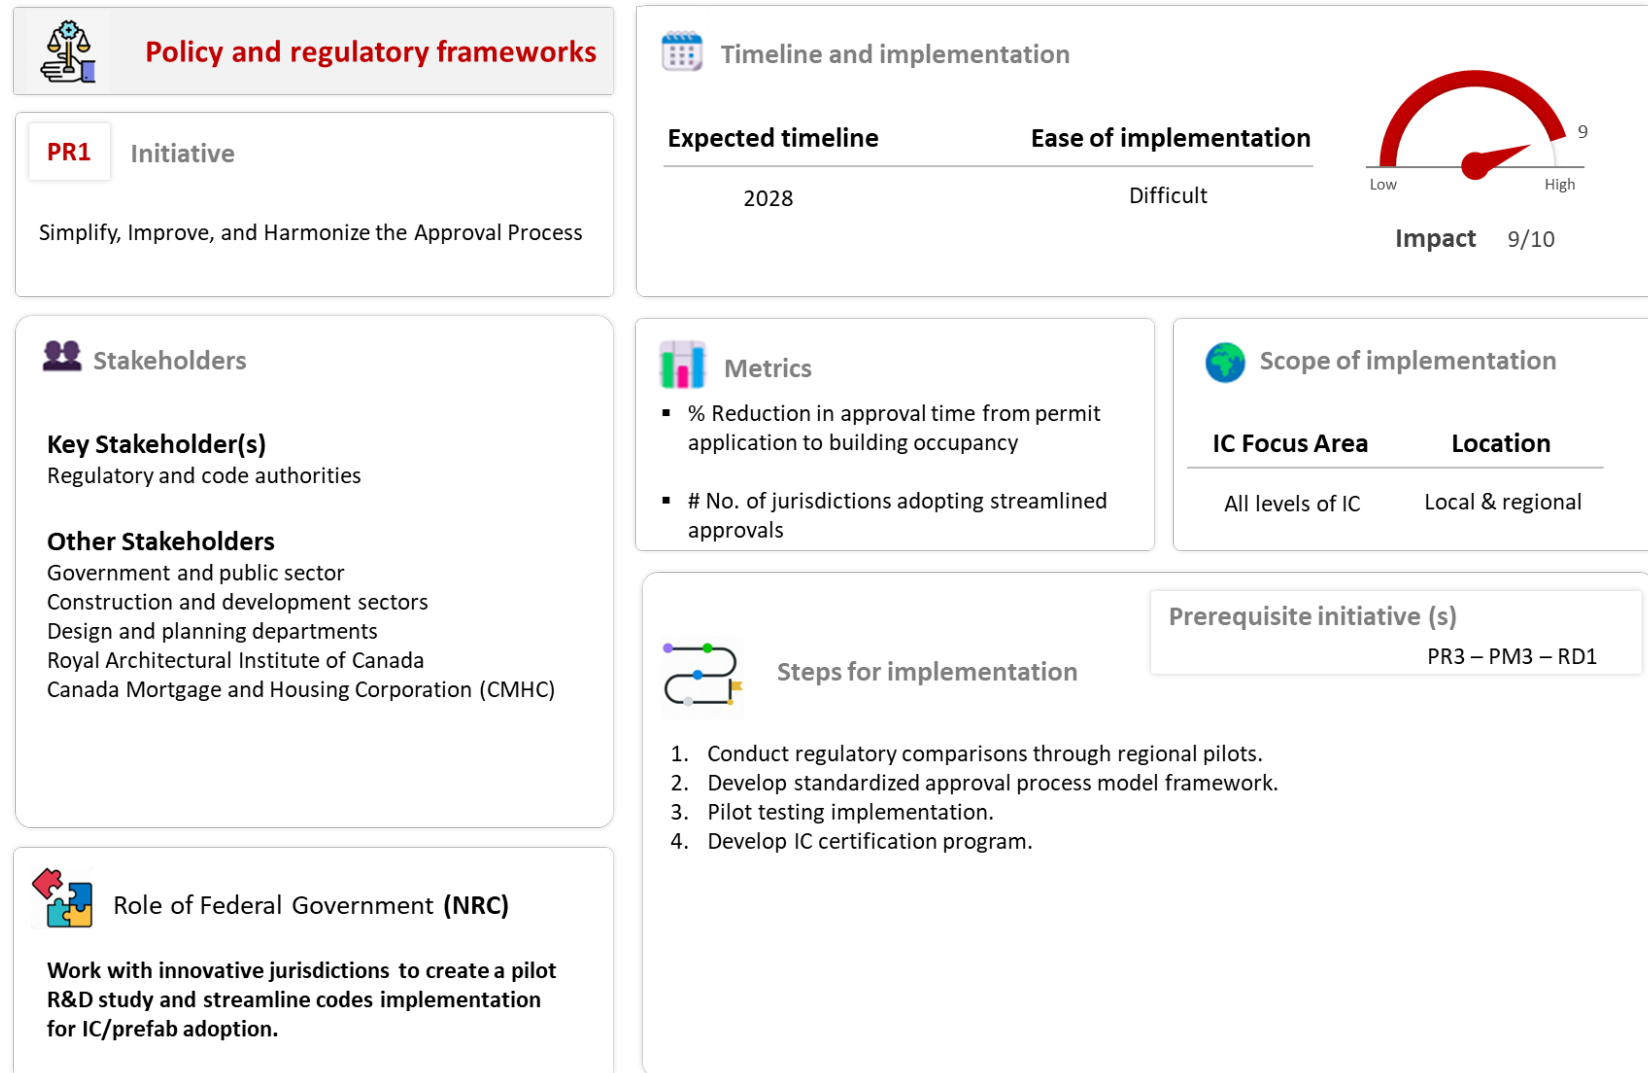 Policy and regulatory frameworks
PR1 Initiative
Simplify, Improve, and Harmonize the Approval Process
Timeline and implementation
Expected timeline Ease of implementation
2028 Difficult
9
Low High
Impact 9/10
Stakeholders
Key Stakeholder(s)
Regulatory and code authorities
Other Stakeholders
Government and public sector
Construction and development sectors
Design and planning departments
Royal Architectural Institute of Canada
Canada Mortgage and Housing Corporation (CMHC)
Metrics
▪ % Reduction in approval time from permit
application to building occupancy
▪ # No. of jurisdictions adopting streamlined
approvals
Scope of implementation
IC Focus Area Location
All levels of IC Local & regional
Prerequisite initiative (s)
PR3 – PM3 – RD1
Steps for implementation
1. Conduct regulatory comparisons through regional pilots.
2. Develop standardized approval process model framework.
3. Pilot testing implementation.
4. Develop IC certification program.
Role of Federal Government (NRC)
Work with innovative jurisdictions to create a pilot
R&D study and streamline codes implementation
for IC/prefab adoption.